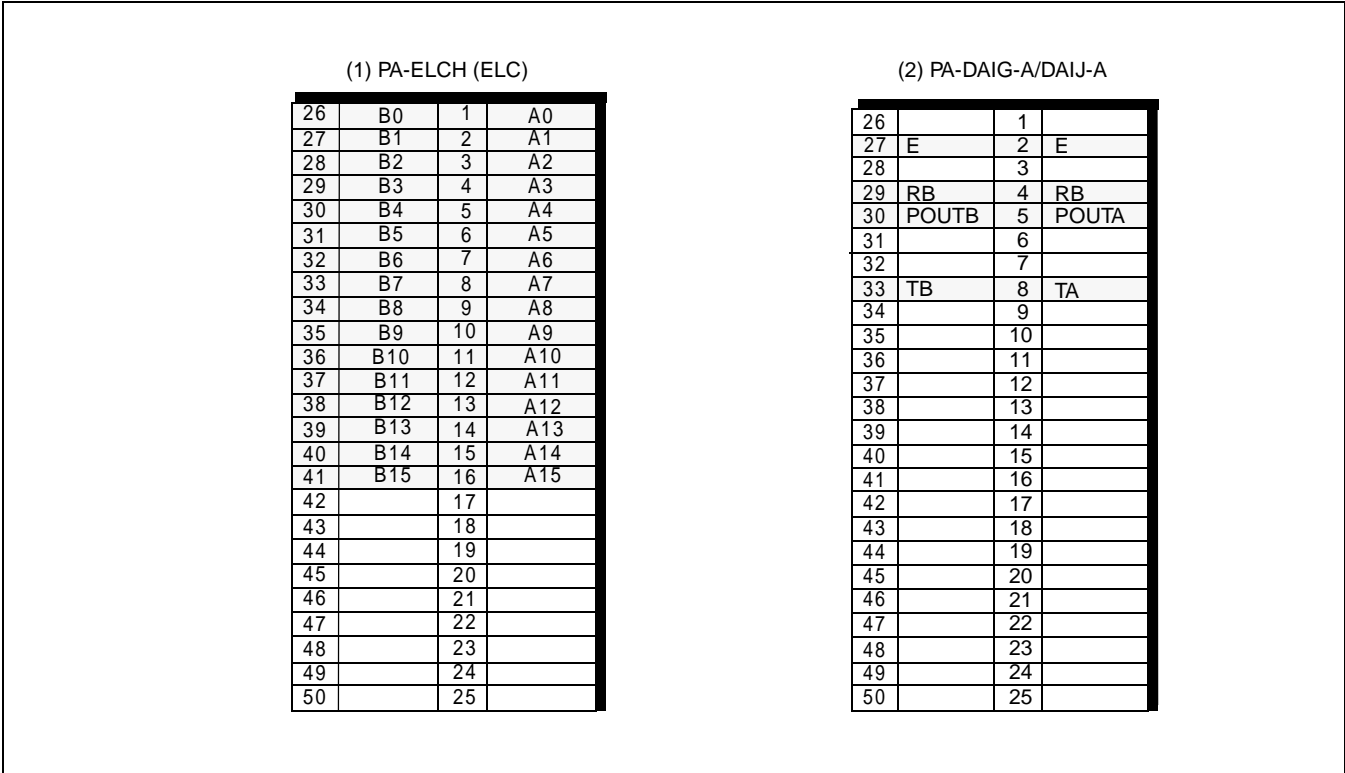 (1) PA-ELCH (ELC)
26 B0 1 A0
27 B1 2 A1
28 B2 3 A2
29 B3 4 A3
30 B4 5 A4
31 B5 6 A5
32 B6 7 A6
33 B7 8 A7
34 B8 9 A8
35 B9 10 A9
36 B10 11 A10
37 B11 12 A11
38 B12 13 A12
39 B13 14 A13
40 B14 15 A14
41 B15 16 A15
42 17
43 18
44 19
45 20
46 21
47 22
48 23
49 24
50 25
(2) PA-DAIG-A/DAIJ-A
26 1
27 E 2 E
28 3
29 RB 4 RB
30 POUTB 5 POUTA
31 6
32 7
33 TB 8 TA
34 9
35 10
36 11
37 12
38 13
39 14
40 15
41 16
42 17
43 18
44 19
45 20
46 21
47 22
48 23
49 24
50 25